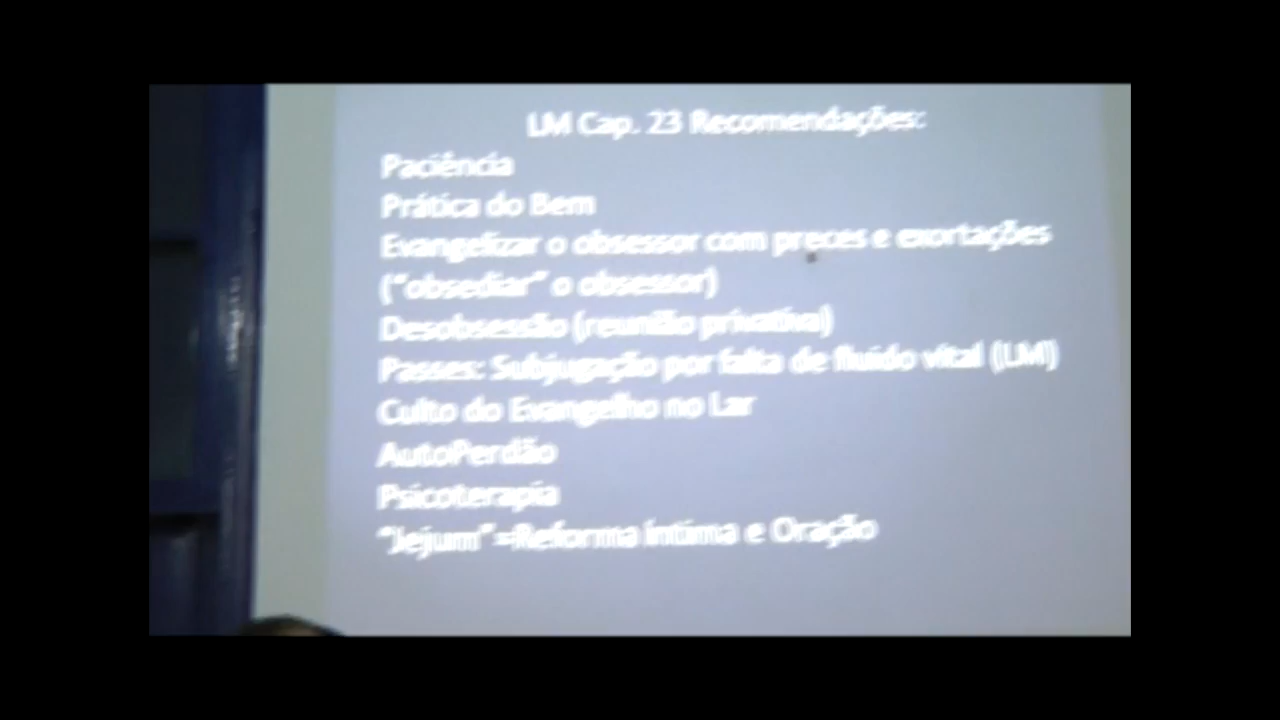 LM Cap. 23 Recomendações:
Paciência
Prática do Bem
Evangelizar o obsessor com preces e exortações
("obsediar" o obsessor)
Desobsessão (reunião privativa)
Passes: Subjugação por falta de fluido vital (LM)
Culto do Evangelho no Lar
AutoPerdão
Psicoterapia
"Jejum"=Reforma íntima e Oração